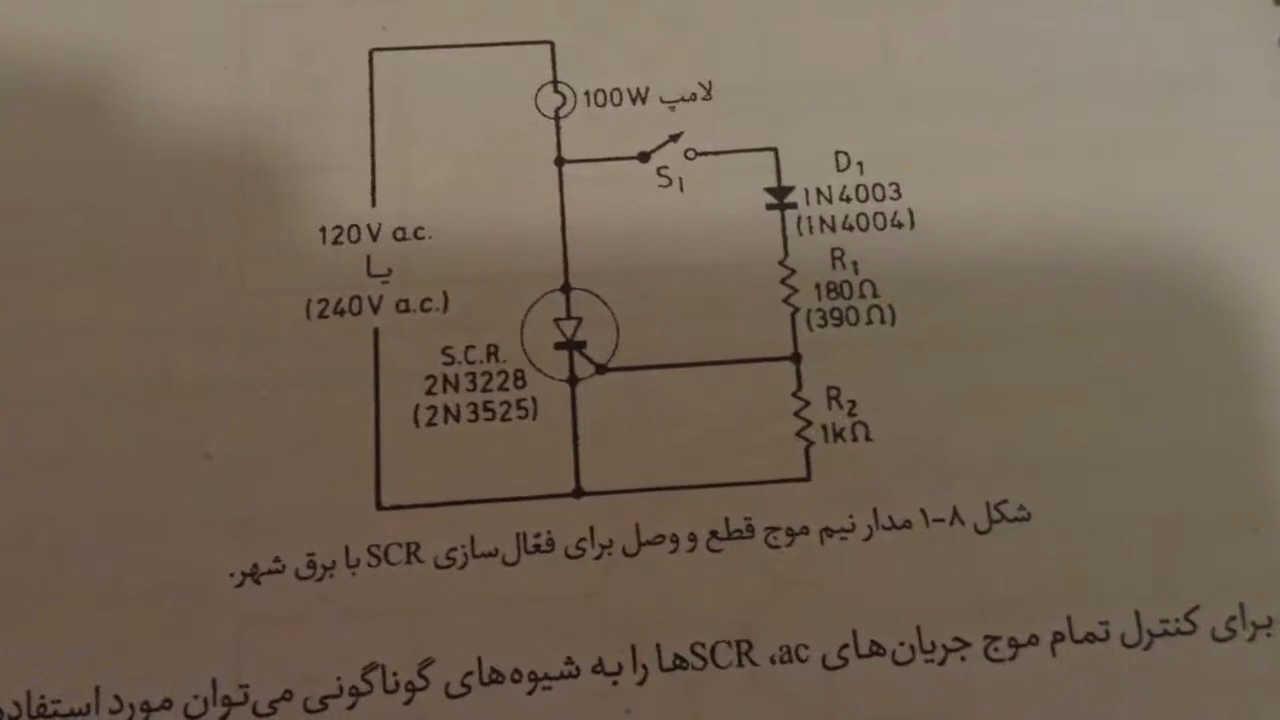 100W لامپ
S1
D1
1N4003
(1N4004)
R1
180Ω
(390Ω)
120V a.c.
یا
(240V a.c.)
S.C.R.
2N3228
(2N3525)
R2
1kΩ
شکل ۸-۱ مدار نیم موج قطع و وصل برای فعّال‌سازی SCR با برق شهر.
برای کنترل تمام موج جریان‌های ac، SCRها را به شیوه‌های گوناگونی می‌توان مورد استفاده